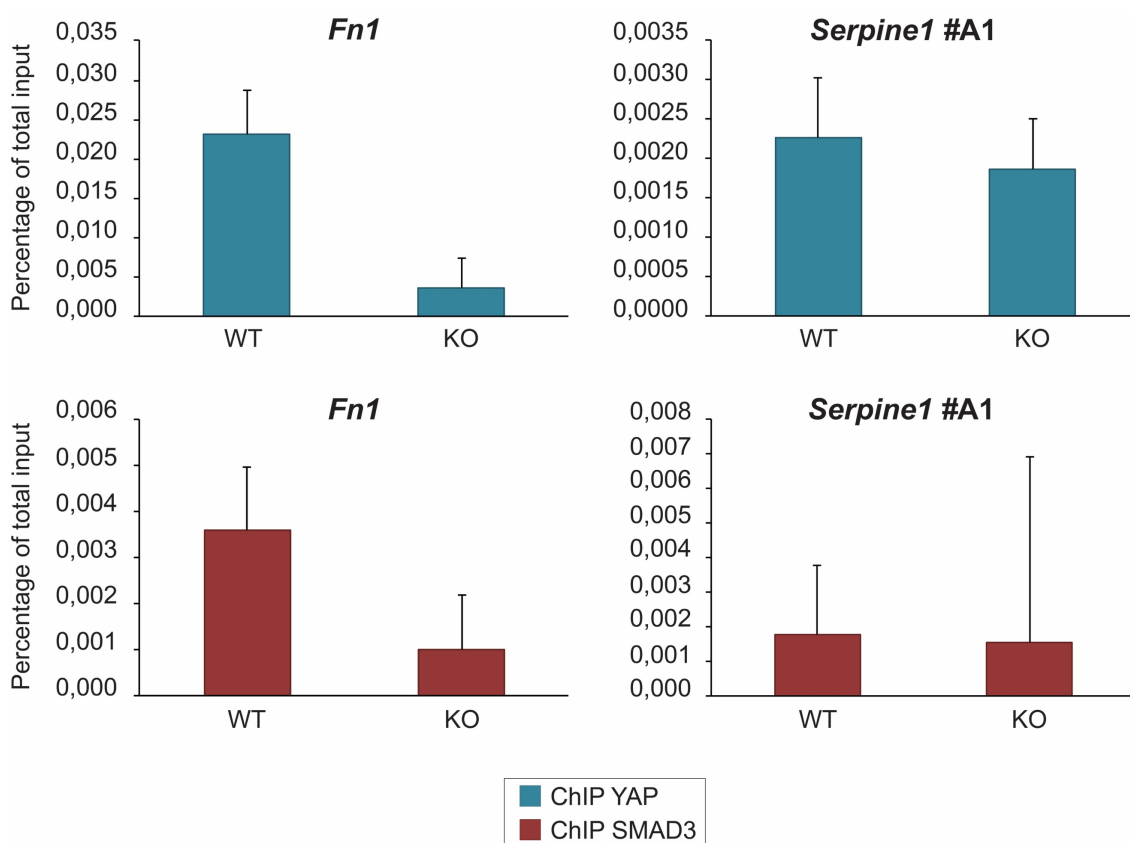 Fn1
Percentage of total input
0,035
0,030
0,025
0,020
0,015
0,010
0,005
0,000
WT KO
Serpine1 #A1
0,0035
0,0030
0,0025
0,0020
0,0015
0,0010
0,0005
0,0000
WT KO
Fn1
Percentage of total input
0,006
0,005
0,004
0,003
0,002
0,001
0,000
WT KO
Serpine1 #A1
0,008
0,007
0,006
0,005
0,004
0,003
0,002
0,001
0,000
WT KO
ChIP YAP
ChIP SMAD3